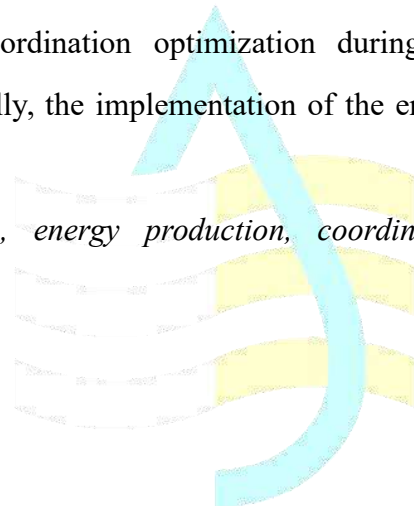 ordination optimization during
lly, the implementation of the en
, energy production, coordin